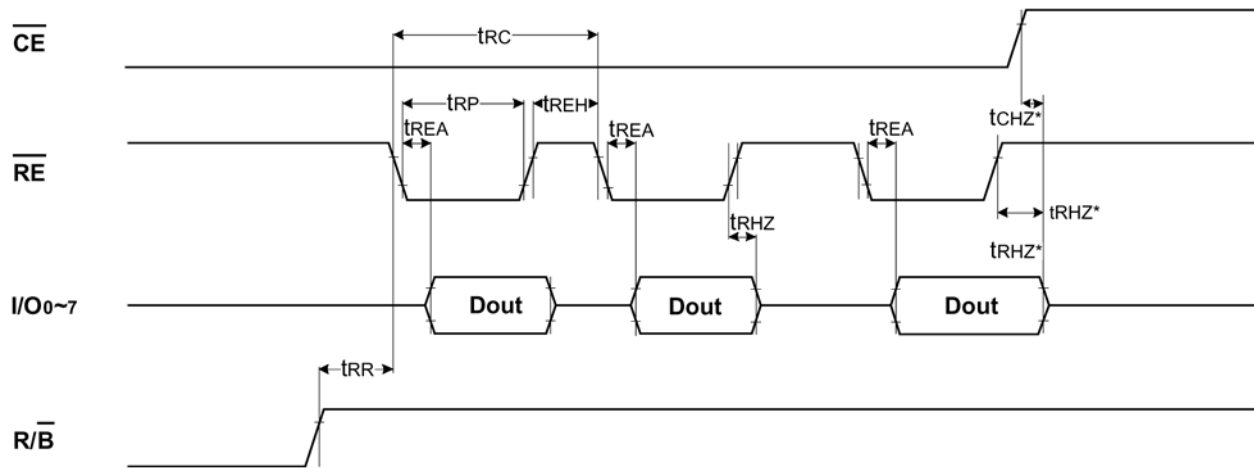 CE
tRC
tRP
tREH
tCHZ*
tREA
tREA
tREA
RE
tRHZ
tRHZ*
tRHZ*
I/O0~7
Dout
Dout
Dout
tRR
R/B